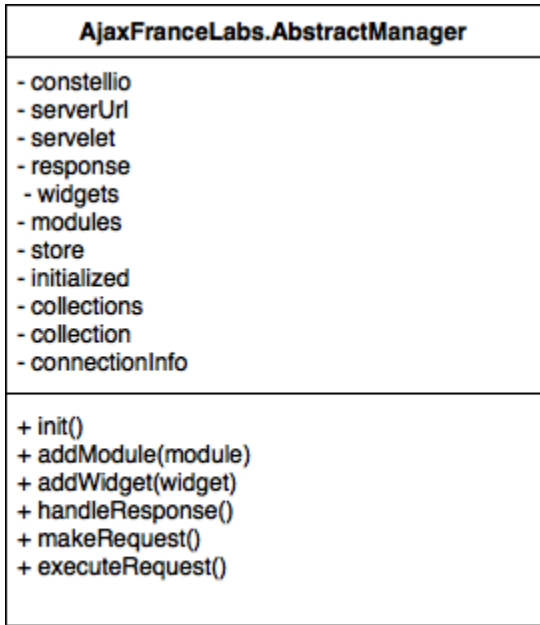 AjaxFranceLabs.AbstractManager
- constellio
- serverUrl
- servelet
- response
- widgets
- modules
- store
- initialized
- collections
- collection
- connectionInfo
+ init()
+ addModule(module)
+ addWidget(widget)
+ handleResponse()
+ makeRequest()
+ executeRequest()